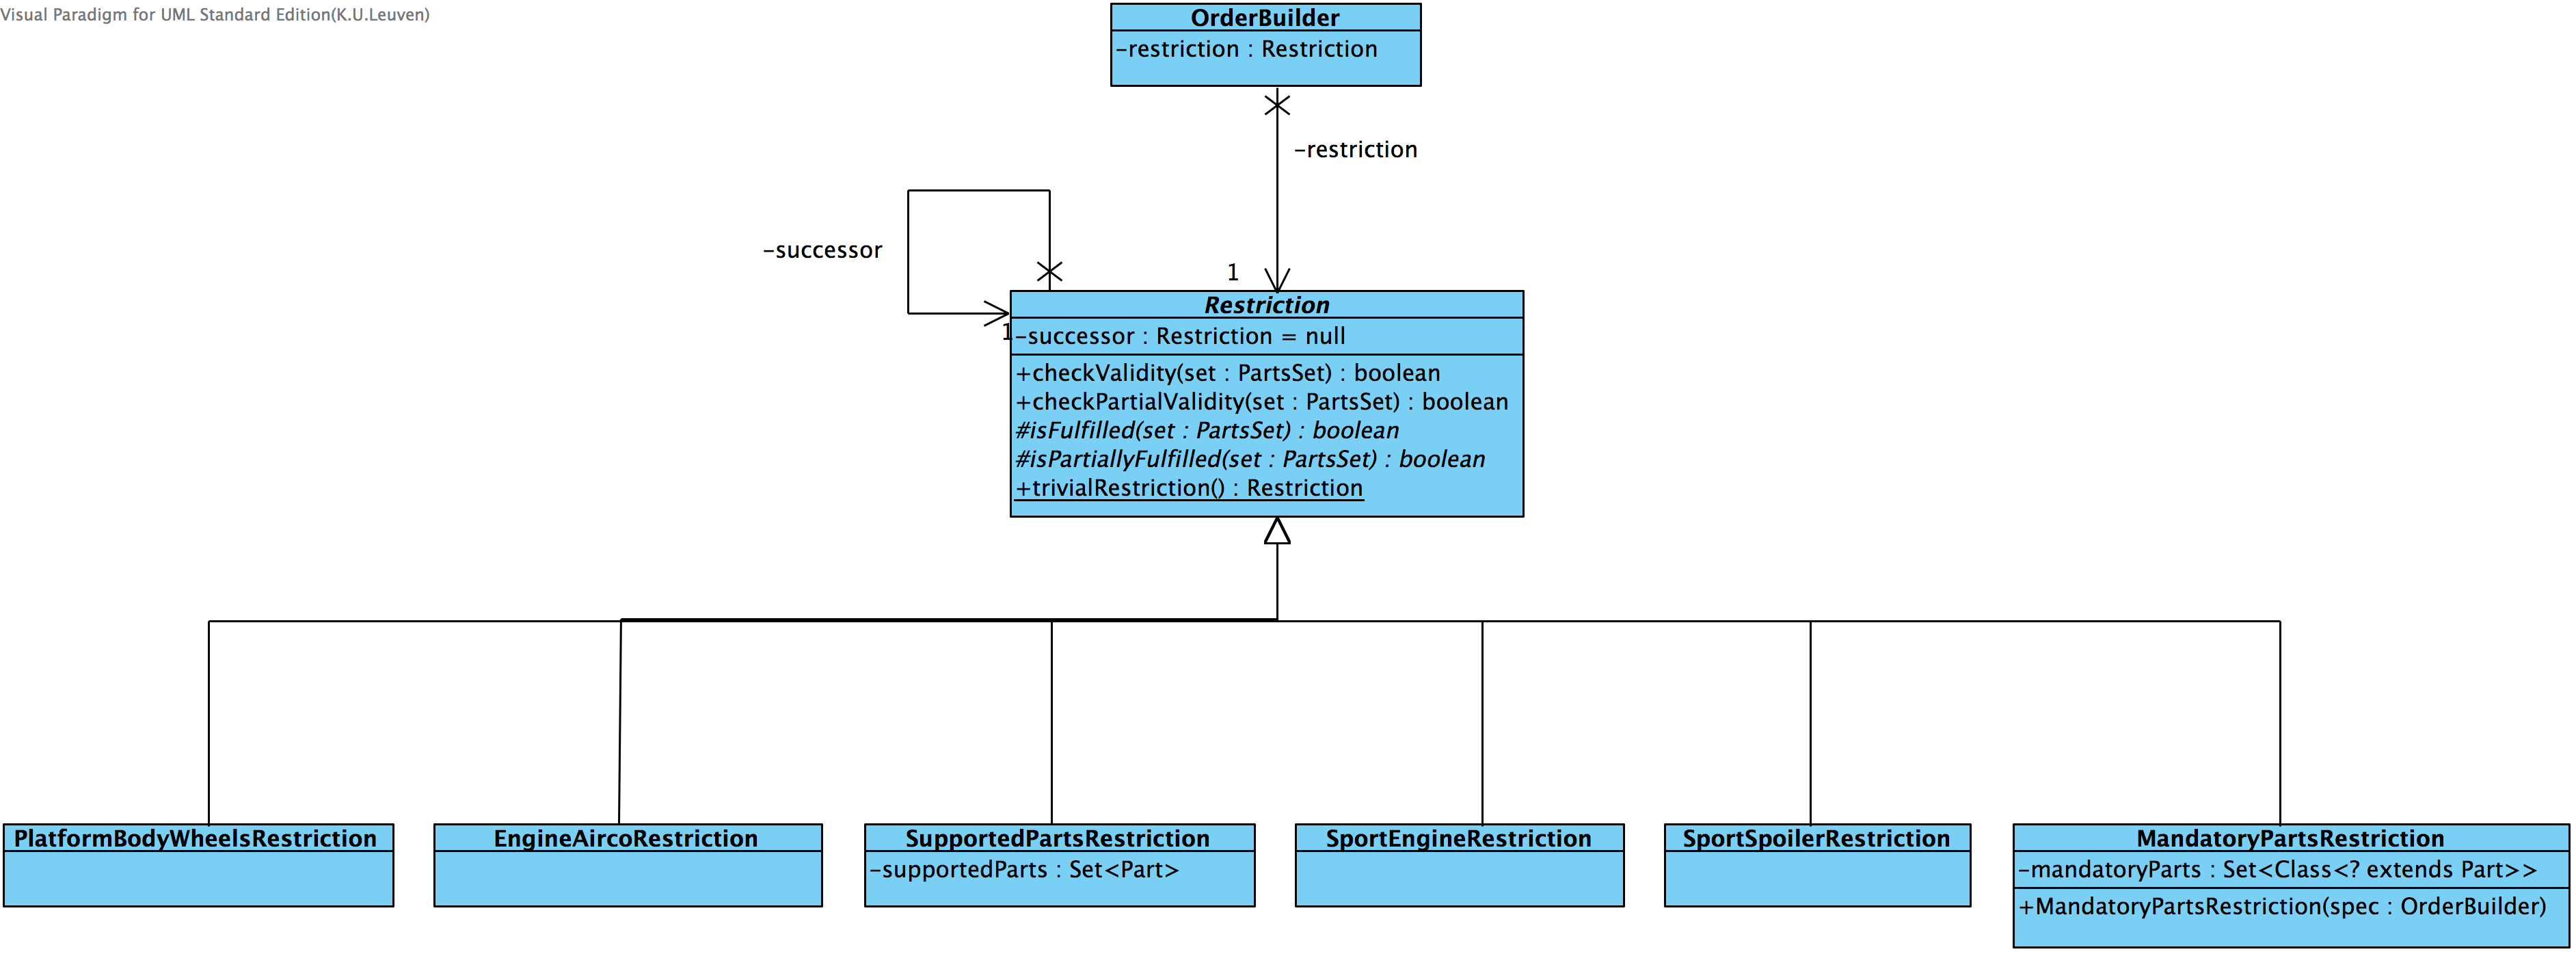 Visual Paradigm for UML Standard Edition(K.U.Leuven)
OrderBuilder
-restriction : Restriction
-restriction
-successor
1
Restriction
1
-successor : Restriction = null
+checkValidity(set : PartsSet) : boolean
+checkPartialValidity(set : PartsSet) : boolean
#isFulfilled(set : PartsSet) : boolean
#isPartiallyFulfilled(set : PartsSet) : boolean
+trivialRestriction() : Restriction
PlatformBodyWheelsRestriction
EngineAircoRestriction
SupportedPartsRestriction
-supportedParts : Set<Part>
SportEngineRestriction
SportSpoilerRestriction
MandatoryPartsRestriction
-mandatoryParts : Set<Class<? extends Part>>
+MandatoryPartsRestriction(spec : OrderBuilder)